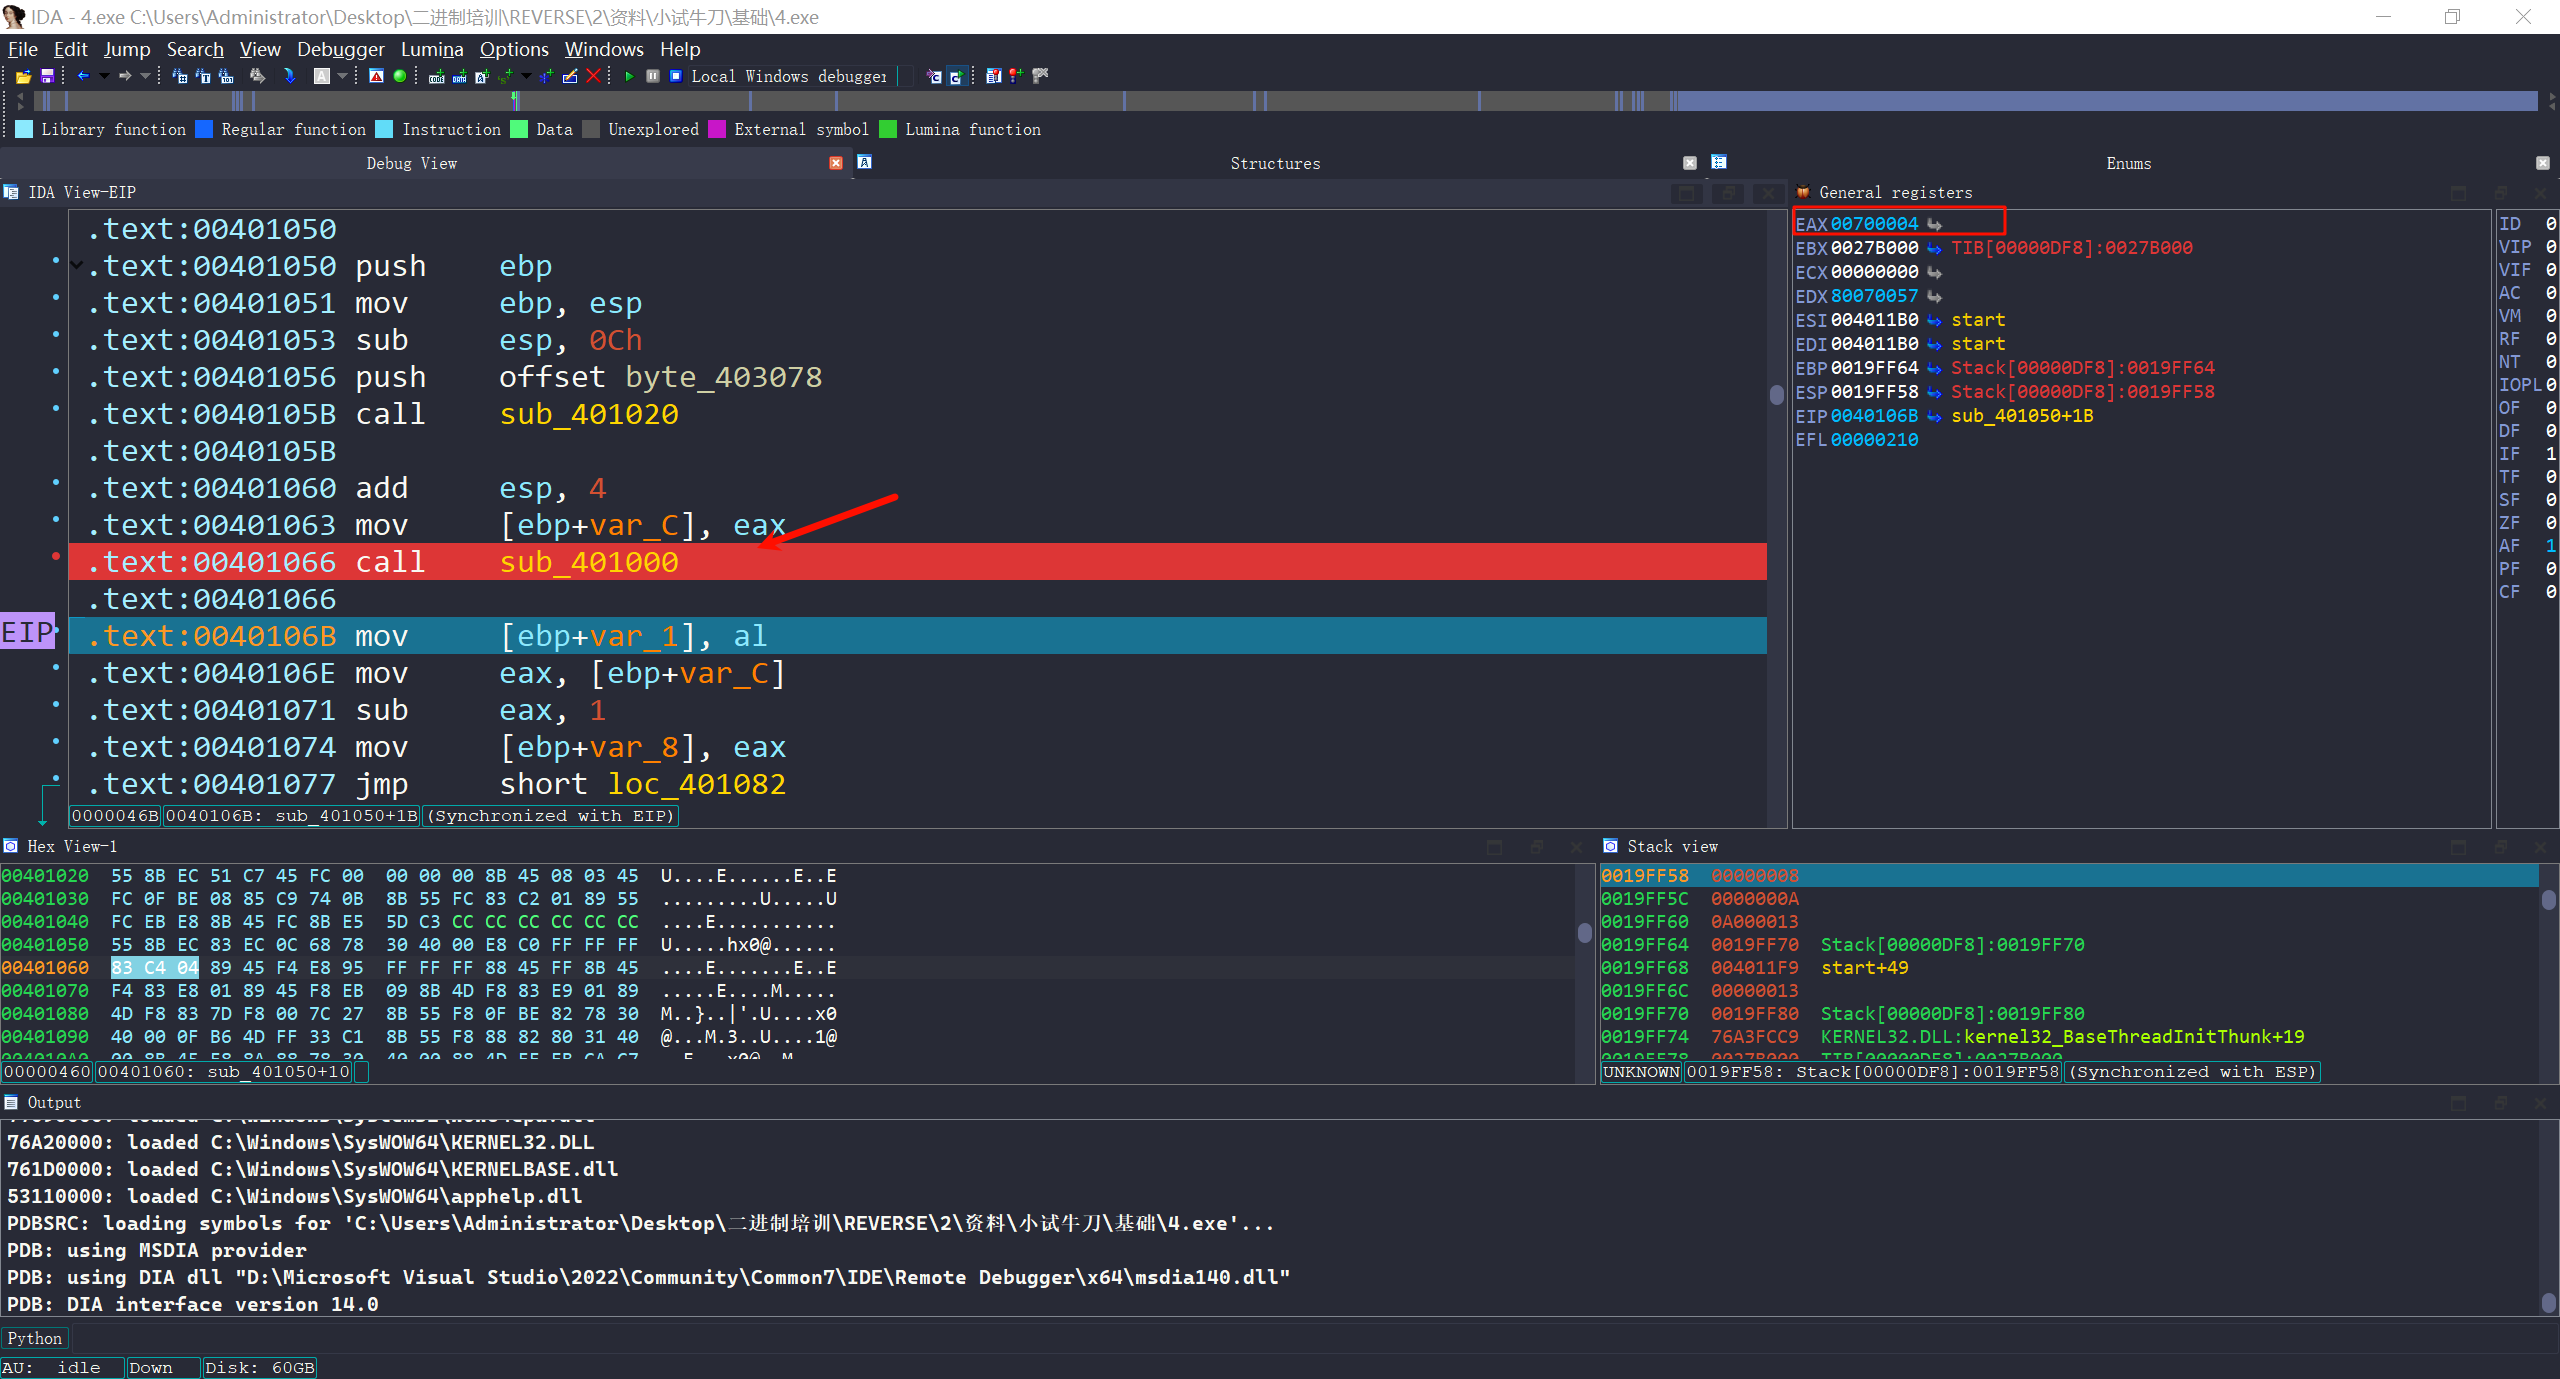 IDA - 4.exe C:\Users\Administrator\Desktop\二进制培训\REVERSE\2\资料\小试牛刀\基础\4.exe
File Edit Jump Search View Debugger Lumina Options Windows Help
Local Windows debugger
Library function Regular function Instruction Data Unexplored External symbol Lumina function
Debug View Structures Enums
IDA View-EIP
.text:00401050
.text:00401050 push ebp
.text:00401051 mov ebp, esp
.text:00401053 sub esp, 0Ch
.text:00401056 push offset byte_403078
.text:0040105B call sub_401020
.text:0040105B
.text:00401060 add esp, 4
.text:00401063 mov [ebp+var_C], eax
.text:00401066 call sub_401000
.text:00401066
EIP .text:0040106B mov [ebp+var_1], al
.text:0040106E mov eax, [ebp+var_C]
.text:00401071 sub eax, 1
.text:00401074 mov [ebp+var_8], eax
.text:00401077 jmp short loc_401082
0000046B 0040106B: sub_401050+1B (Synchronized with EIP)
General registers
EAX 00700004
EBX 0027B000 TIB[00000DF8]:0027B000
ECX 00000000
EDX 80070057
ESI 004011B0 start
EDI 004011B0 start
EBP 0019FF64 Stack[00000DF8]:0019FF64
ESP 0019FF58 Stack[00000DF8]:0019FF58
EIP 0040106B sub_401050+1B
EFL 00000210
ID 0
VIP 0
VIF 0
AC 0
VM 0
RF 0
NT 0
IOPL 0
OF 0
DF 0
IF 1
TF 0
SF 0
ZF 0
AF 1
PF 0
CF 0
Hex View-1
00401020 55 8B EC 51 C7 45 FC 00 00 00 00 8B 45 08 03 45 U....E......E..E
00401030 FC 0F BE 08 85 C9 74 0B 8B 55 FC 83 C2 01 89 55 .........U.....U
00401040 FC EB E8 8B 45 FC 8B E5 5D C3 CC CC CC CC CC CC ....E...........
00401050 55 8B EC 83 EC 0C 68 78 30 40 00 E8 C0 FF FF FF U.....hx0@......
00401060 83 C4 04 89 45 F4 E8 95 FF FF FF 88 45 FF 8B 45 ....E.......E..E
00401070 F4 83 E8 01 89 45 F8 EB 09 8B 4D F8 83 E9 01 89 .....E....M.....
00401080 4D F8 83 7D F8 00 7C 27 8B 55 F8 0F BE 82 78 30 M..}..|'.U....x0
00401090 40 00 0F B6 4D FF 33 C1 8B 55 F8 88 82 80 31 40 @...M.3..U....1@
00000460 00401060: sub_401050+10
Stack view
0019FF58 00000008
0019FF5C 0000000A
0019FF60 0A000013
0019FF64 0019FF70 Stack[00000DF8]:0019FF70
0019FF68 004011F9 start+49
0019FF6C 00000013
0019FF70 0019FF80 Stack[00000DF8]:0019FF80
0019FF74 76A3FCC9 KERNEL32.DLL:kernel32_BaseThreadInitThunk+19
0019FF78 0027B000 TIB[00000DF8]:0027B000
UNKNOWN 0019FF58: Stack[00000DF8]:0019FF58 (Synchronized with ESP)
Output
76A20000: loaded C:\Windows\SysWOW64\KERNEL32.DLL
761D0000: loaded C:\Windows\SysWOW64\KERNELBASE.dll
53110000: loaded C:\Windows\SysWOW64\apphelp.dll
PDBSRC: loading symbols for 'C:\Users\Administrator\Desktop\二进制培训\REVERSE\2\资料\小试牛刀\基础\4.exe'...
PDB: using MSDIA provider
PDB: using DIA dll "D:\Microsoft Visual Studio\2022\Community\Common7\IDE\Remote Debugger\x64\msdia140.dll"
PDB: DIA interface version 14.0
Python
AU: idle Down Disk: 60GB